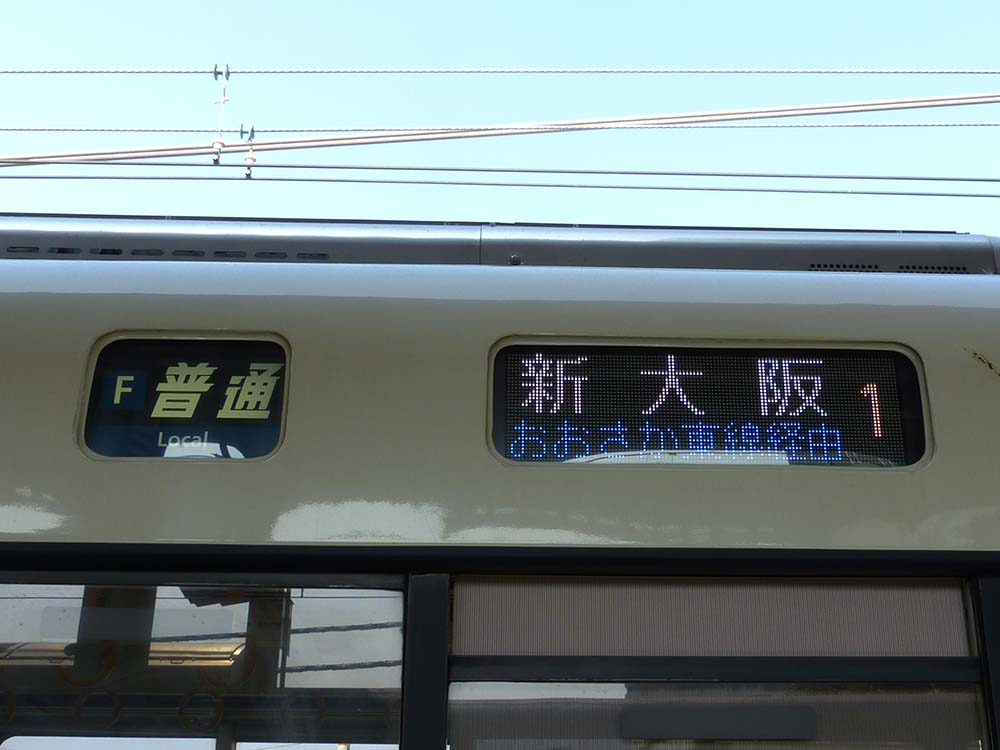 F 普通
Local
新大阪 1
おおさか東線経由